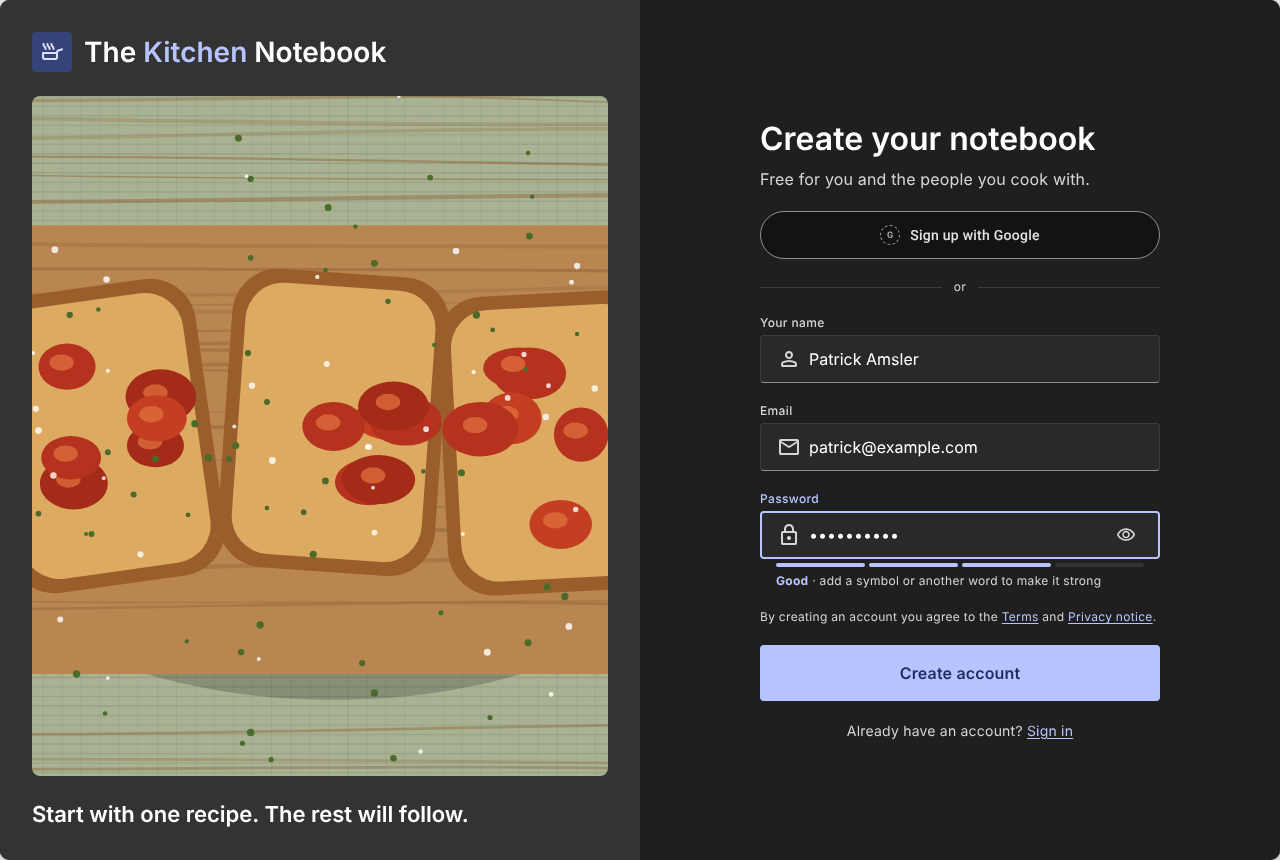 The Kitchen Notebook
Start with one recipe. The rest will follow.
Create your notebook
Free for you and the people you cook with.
G Sign up with Google
or
Your name
Patrick Amsler
Email
patrick@example.com
Password
••••••••••
Good · add a symbol or another word to make it strong
By creating an account you agree to the Terms and Privacy notice.
Create account
Already have an account? Sign in